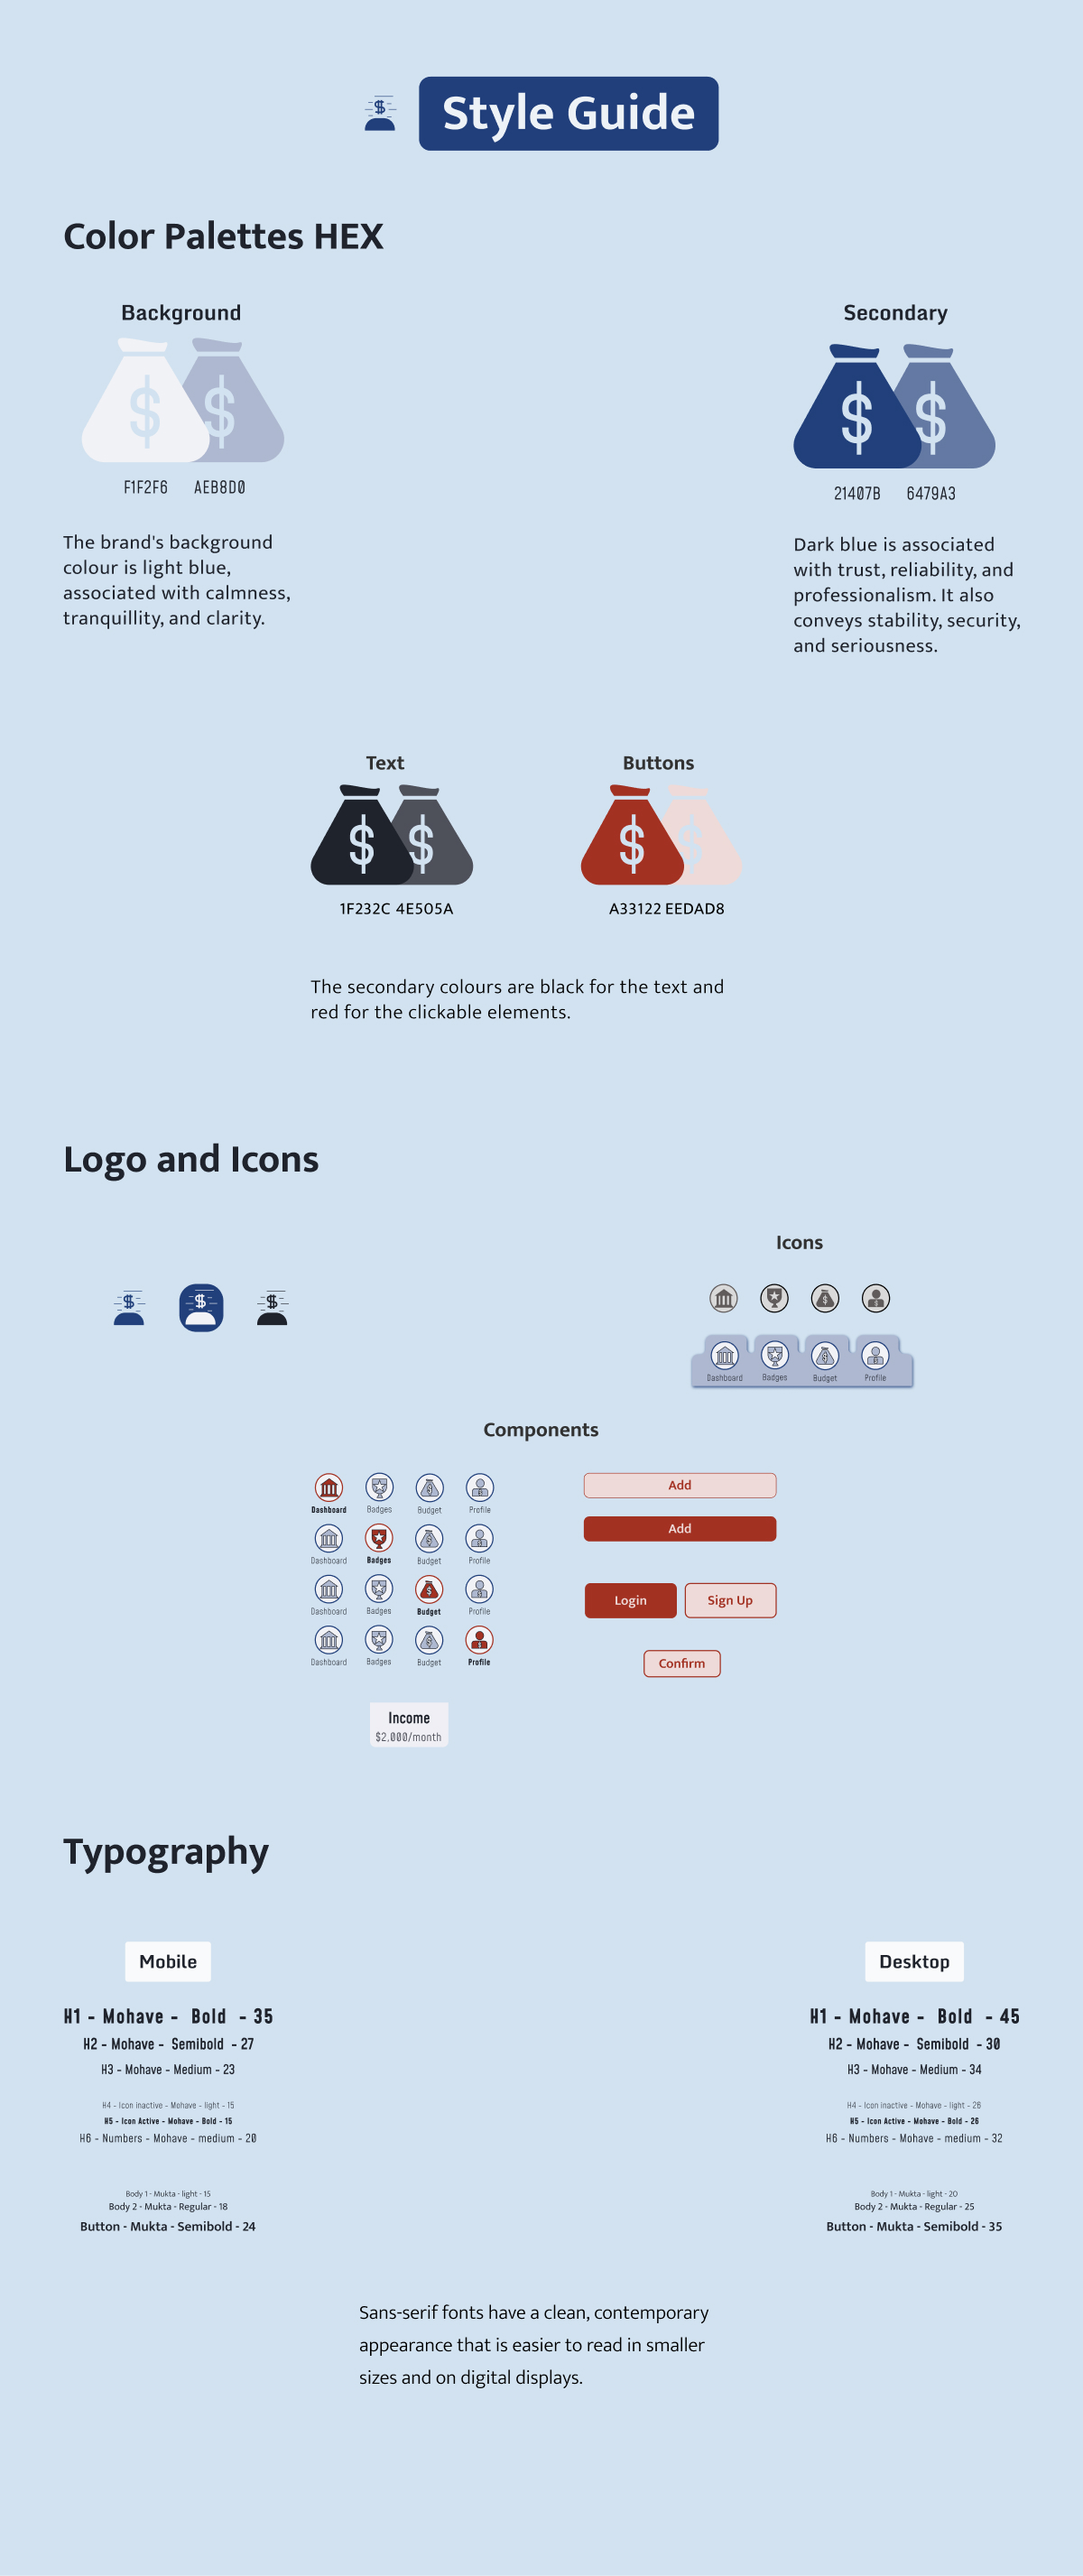 Style Guide
Color Palettes HEX
Background
$ $
F1F2F6 AEB8D0
The brand's background
colour is light blue,
associated with calmness,
tranquillity, and clarity.
Secondary
$ $
21407B 6479A3
Dark blue is associated
with trust, reliability, and
professionalism. It also
conveys stability, security,
and seriousness.
Text
$ $
1F232C 4E505A
Buttons
$ $
A33122 EEDAD8
The secondary colours are black for the text and
red for the clickable elements.
Logo and Icons
$ $ $
Icons
Dashboard Badges Budget Profile
Components
Dashboard Badges Budget Profile
Dashboard Badges Budget Profile
Dashboard Badges Budget Profile
Dashboard Badges Budget Profile
Add
Add
Login Sign Up
Confirm
Income
$2,000/month
Typography
Mobile
H1 - Mohave - Bold - 35
H2 - Mohave - Semibold - 27
H3 - Mohave - Medium - 23
H4 - Icon inactive - Mohave - light - 15
H5 - Icon Active - Mohave - Bold - 15
H6 - Numbers - Mohave - medium - 20
Body 1 - Mukta - light - 15
Body 2 - Mukta - Regular - 18
Button - Mukta - Semibold - 24
Desktop
H1 - Mohave - Bold - 45
H2 - Mohave - Semibold - 30
H3 - Mohave - Medium - 34
H4 - Icon inactive - Mohave - light - 26
H5 - Icon Active - Mohave - Bold - 26
H6 - Numbers - Mohave - medium - 32
Body 1 - Mukta - light - 20
Body 2 - Mukta - Regular - 25
Button - Mukta - Semibold - 35
Sans-serif fonts have a clean, contemporary
appearance that is easier to read in smaller
sizes and on digital displays.